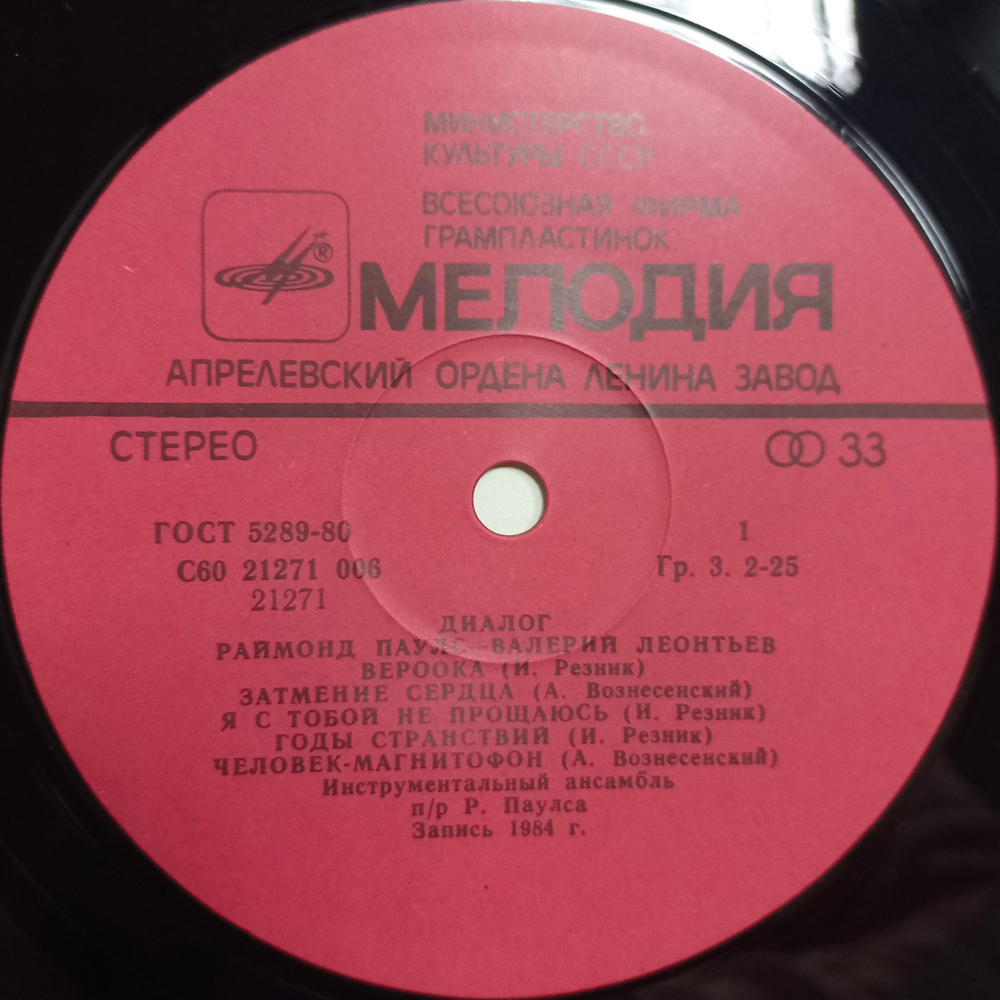 МИНИСТЕРСТВО
КУЛЬТУРЫ СССР
ВСЕСОЮЗНАЯ ФИРМА
ГРАМПЛАСТИНОК
®
МЕЛОДИЯ
АПРЕЛЕВСКИЙ ОРДЕНА ЛЕНИНА ЗАВОД
СТЕРЕО 33
ГОСТ 5289-80 1
С60 21271 006 Гр. 3. 2-25
21271
ДИАЛОГ
РАЙМОНД ПАУЛС—ВАЛЕРИЙ ЛЕОНТЬЕВ
ВЕРООКА (И. Резник)
ЗАТМЕНИЕ СЕРДЦА (А. Вознесенский)
Я С ТОБОЙ НЕ ПРОЩАЮСЬ (И. Резник)
ГОДЫ СТРАНСТВИЙ (И. Резник)
ЧЕЛОВЕК-МАГНИТОФОН (А. Вознесенский)
Инструментальный ансамбль
п/р Р. Паулса
Запись 1984 г.